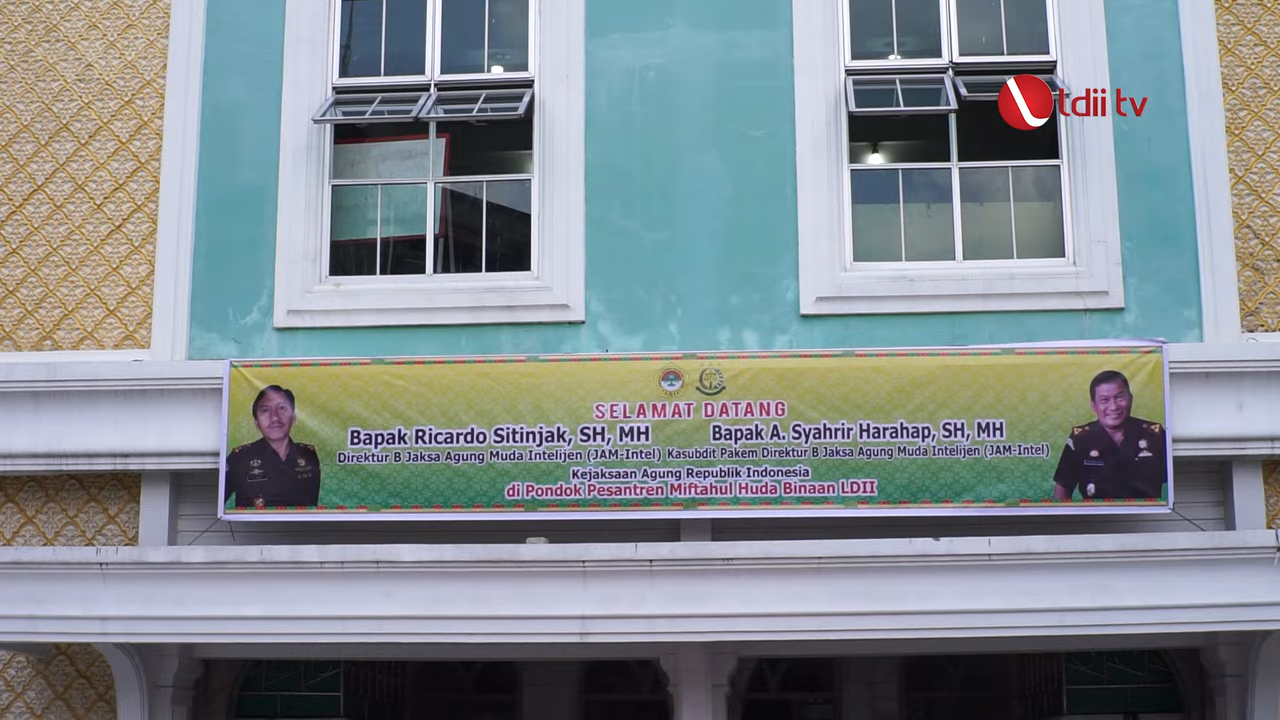 ldii tv
SELAMAT DATANG
Bapak Ricardo Sitinjak, SH, MH Bapak A. Syahrir Harahap, SH, MH
Direktur B Jaksa Agung Muda Intelijen (JAM-Intel) Kasubdit Pakem Direktur B Jaksa Agung Muda Intelijen (JAM-Intel)
Kejaksaan Agung Republik Indonesia
di Pondok Pesantren Miftahul Huda Binaan LDII